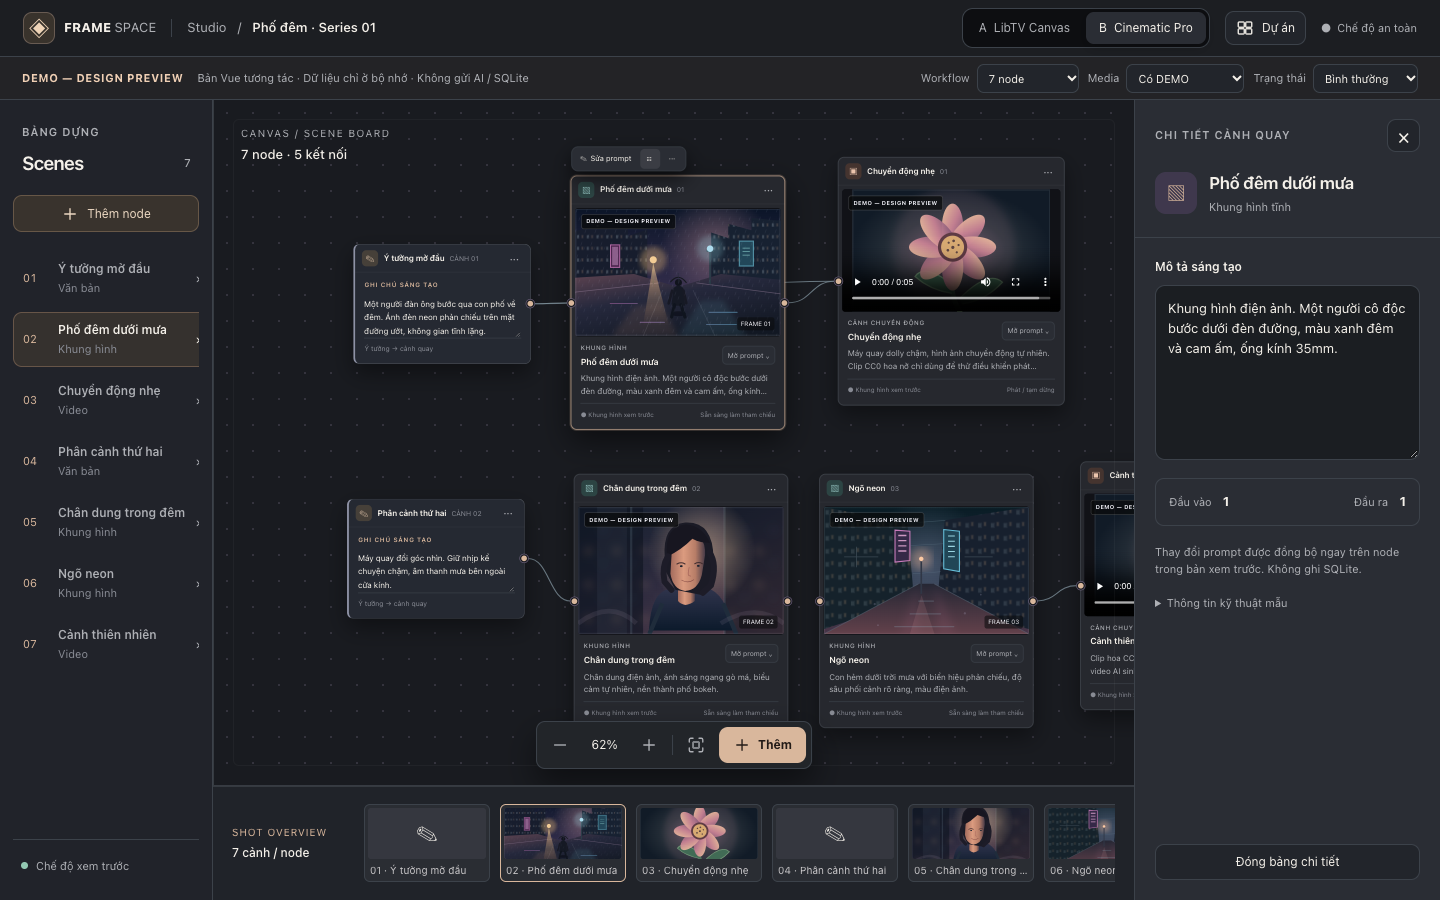 FRAME SPACE
Studio / Phố đêm · Series 01
A LibTV Canvas
B Cinematic Pro
Dự án
Chế độ an toàn
DEMO — DESIGN PREVIEW
Bản Vue tương tác · Dữ liệu chỉ ở bộ nhớ · Không gửi AI / SQLite
Workflow
7 node
Media
Có DEMO
Trạng thái
Bình thường
BẢNG DỰNG
Scenes
7
Thêm node
01
Ý tưởng mở đầu
Văn bản
02
Phố đêm dưới mưa
Khung hình
03
Chuyển động nhẹ
Video
04
Phân cảnh thứ hai
Văn bản
05
Chân dung trong đêm
Khung hình
06
Ngõ neon
Khung hình
07
Cảnh thiên nhiên
Video
Chế độ xem trước
CANVAS / SCENE BOARD
7 node · 5 kết nối
Ý tưởng mở đầu CẢNH 01
GHI CHÚ SÁNG TẠO
Một người đàn ông bước qua con phố về
đêm. Ánh đèn neon phản chiếu trên mặt
đường ướt, không gian tĩnh lặng.
Ý tưởng → cảnh quay
Sửa prompt
Phố đêm dưới mưa 01
DEMO — DESIGN PREVIEW
FRAME 01
KHUNG HÌNH
Phố đêm dưới mưa
Mở prompt
Khung hình điện ảnh. Một người cô độc bước dưới
đèn đường, màu xanh đêm và cam ấm, ống kính...
Khung hình xem trước
Sẵn sàng làm tham chiếu
Chuyển động nhẹ 01
DEMO — DESIGN PREVIEW
0:00 / 0:05
CẢNH CHUYỂN ĐỘNG
Chuyển động nhẹ
Mở prompt
Máy quay dolly chậm, hình ảnh chuyển động tự nhiên.
Clip CC0 hoa nở chỉ dùng để thử điều khiển phát...
Khung hình xem trước
Phát / tạm dừng
Phân cảnh thứ hai CẢNH 02
GHI CHÚ SÁNG TẠO
Máy quay đổi góc nhìn. Giữ nhịp kể
chuyện chậm, âm thanh mưa bên ngoài
cửa kính.
Ý tưởng → cảnh quay
Chân dung trong đêm 02
DEMO — DESIGN PREVIEW
FRAME 02
KHUNG HÌNH
Chân dung trong đêm
Mở prompt
Chân dung điện ảnh, ánh sáng ngang gò má, biểu
cảm tự nhiên, nền thành phố bokeh.
Khung hình xem trước
Sẵn sàng làm tham chiếu
Ngõ neon 03
DEMO — DESIGN PREVIEW
FRAME 03
KHUNG HÌNH
Ngõ neon
Mở prompt
Con hẻm dưới trời mưa với biển hiệu phản chiếu, độ
sâu phối cảnh rõ ràng, màu điện ảnh.
Khung hình xem trước
Sẵn sàng làm tham chiếu
Cảnh t
DEMO — DES
0:00
CẢNH CHUY
Cảnh thiên
Clip hoa CC
video AI sin
Khung hình
62%
Thêm
SHOT OVERVIEW
7 cảnh / node
01 · Ý tưởng mở đầu
02 · Phố đêm dưới mưa
03 · Chuyển động nhẹ
04 · Phân cảnh thứ hai
05 · Chân dung trong ...
06 · Ngõ neon
CHI TIẾT CẢNH QUAY
Phố đêm dưới mưa
Khung hình tĩnh
Mô tả sáng tạo
Khung hình điện ảnh. Một người cô độc
bước dưới đèn đường, màu xanh đêm
và cam ấm, ống kính 35mm.
Đầu vào 1
Đầu ra 1
Thay đổi prompt được đồng bộ ngay trên node
trong bản xem trước. Không ghi SQLite.
Thông tin kỹ thuật mẫu
Đóng bảng chi tiết